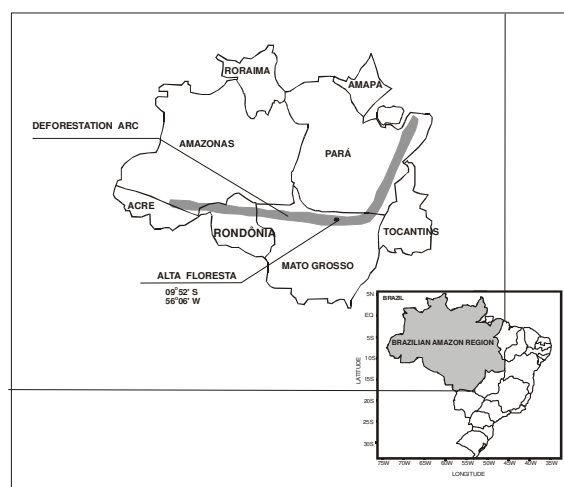 RORAIMA
AMAPÁ
DEFORESTATION ARC
AMAZONAS
PARÁ
ACRE
RONDÔNIA
TOCANTINS
MATO GROSSO
ALTA FLORESTA
09°52' S
56°06' W
BRAZIL
5N
EQ
5S
10S
15S
20S
25S
30S
LATITUDE
BRAZILIAN AMAZON REGION
75W 70W 65W 60W 55W 50W 45W 40W 35W
LONGITUDE